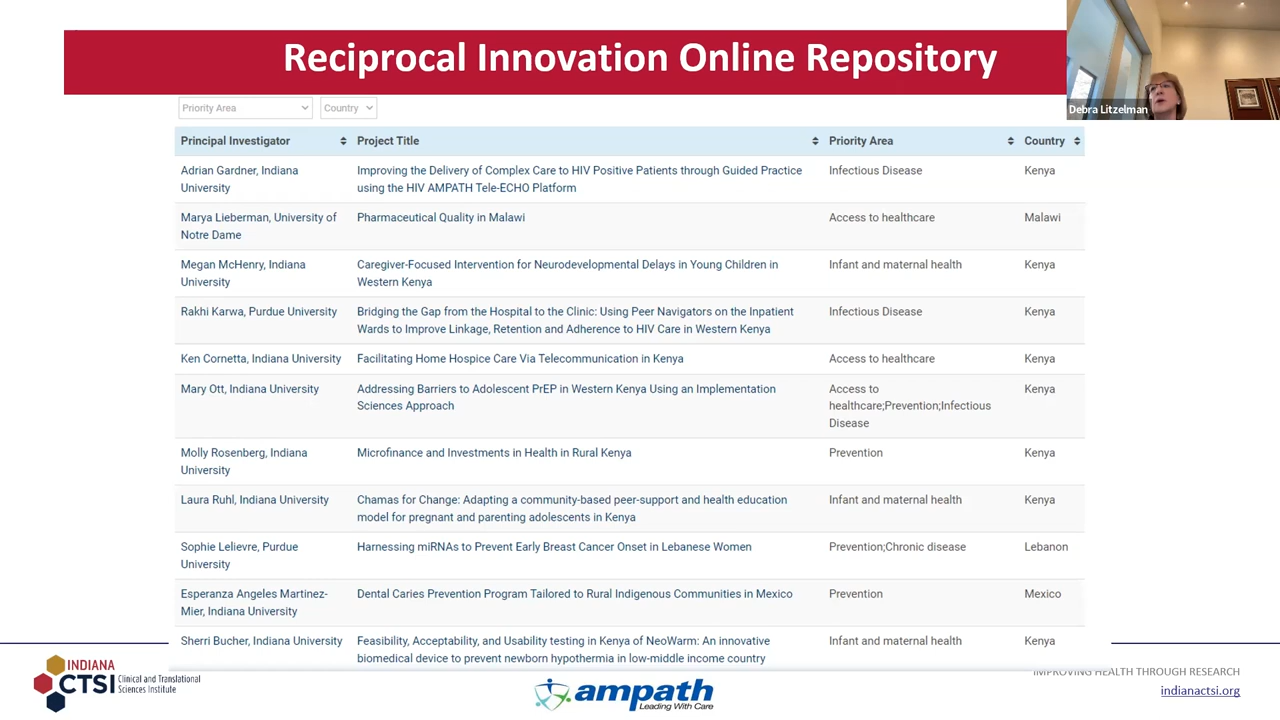 Reciprocal Innovation Online Repository
Debra Litzelman
Priority Area
Country
Principal Investigator
Project Title
Priority Area
Country
Adrian Gardner, Indiana
University
Improving the Delivery of Complex Care to HIV Positive Patients through Guided Practice
using the HIV AMPATH Tele-ECHO Platform
Infectious Disease
Kenya
Marya Lieberman, University of
Notre Dame
Pharmaceutical Quality in Malawi
Access to healthcare
Malawi
Megan McHenry, Indiana
University
Caregiver-Focused Intervention for Neurodevelopmental Delays in Young Children in
Western Kenya
Infant and maternal health
Kenya
Rakhi Karwa, Purdue University
Bridging the Gap from the Hospital to the Clinic: Using Peer Navigators on the Inpatient
Wards to Improve Linkage, Retention and Adherence to HIV Care in Western Kenya
Infectious Disease
Kenya
Ken Cornetta, Indiana University
Facilitating Home Hospice Care Via Telecommunication in Kenya
Access to healthcare
Kenya
Mary Ott, Indiana University
Addressing Barriers to Adolescent PrEP in Western Kenya Using an Implementation
Sciences Approach
Access to
healthcare;Prevention;Infectious
Disease
Kenya
Molly Rosenberg, Indiana
University
Microfinance and Investments in Health in Rural Kenya
Prevention
Kenya
Laura Ruhl, Indiana University
Chamas for Change: Adapting a community-based peer-support and health education
model for pregnant and parenting adolescents in Kenya
Infant and maternal health
Kenya
Sophie Lelievre, Purdue
University
Harnessing miRNAs to Prevent Early Breast Cancer Onset in Lebanese Women
Prevention;Chronic disease
Lebanon
Esperanza Angeles Martinez-
Mier, Indiana University
Dental Caries Prevention Program Tailored to Rural Indigenous Communities in Mexico
Prevention
Mexico
Sherri Bucher, Indiana University
Feasibility, Acceptability, and Usability testing in Kenya of NeoWarm: An innovative
biomedical device to prevent newborn hypothermia in low-middle income country
Infant and maternal health
Kenya
INDIANA
CTSI
Clinical and Translational
Sciences Institute
ampath
Leading With Care
IMPROVING HEALTH THROUGH RESEARCH
indianactsi.org